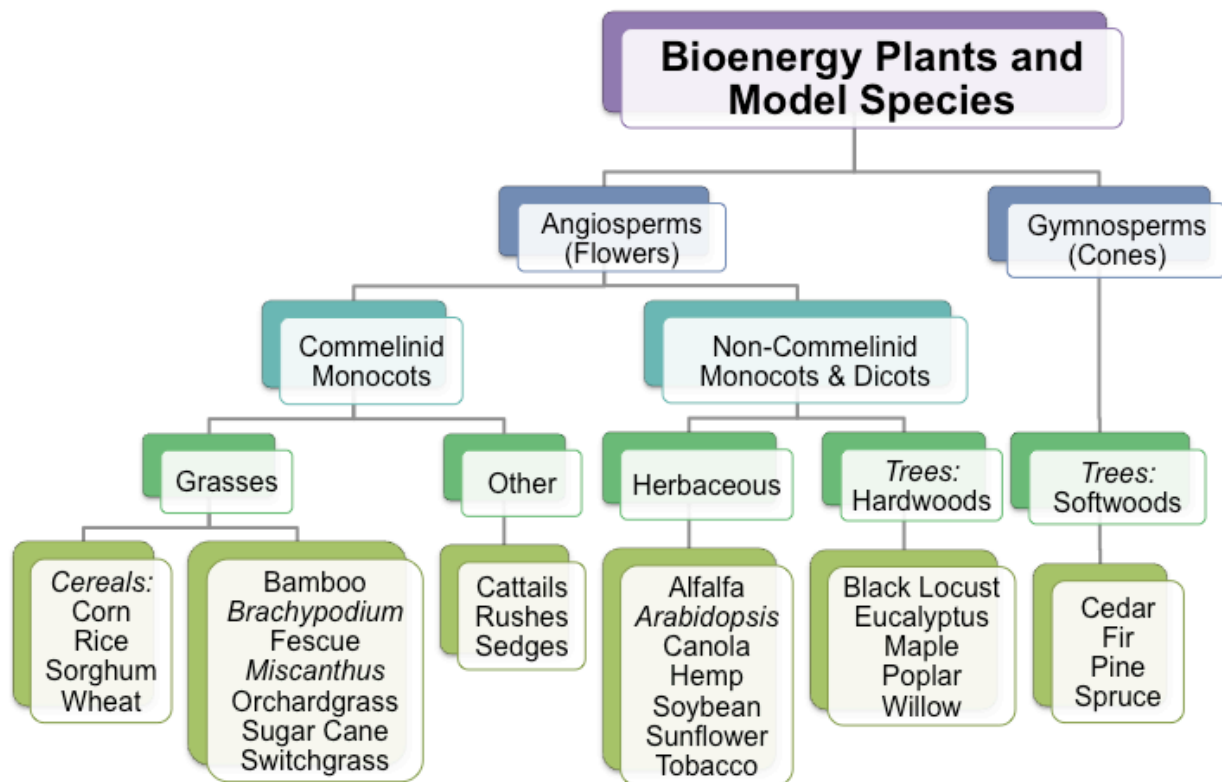 Bioenergy Plants and
Model Species
Angiosperms
(Flowers)
Gymnosperms
(Cones)
Commelinid
Monocots
Non-Commelinid
Monocots & Dicots
Grasses
Other
Herbaceous
Trees:
Hardwoods
Trees:
Softwoods
Cereals:
Corn
Rice
Sorghum
Wheat
Bamboo
Brachypodium
Fescue
Miscanthus
Orchardgrass
Sugar Cane
Switchgrass
Cattails
Rushes
Sedges
Alfalfa
Arabidopsis
Canola
Hemp
Soybean
Sunflower
Tobacco
Black Locust
Eucalyptus
Maple
Poplar
Willow
Cedar
Fir
Pine
Spruce